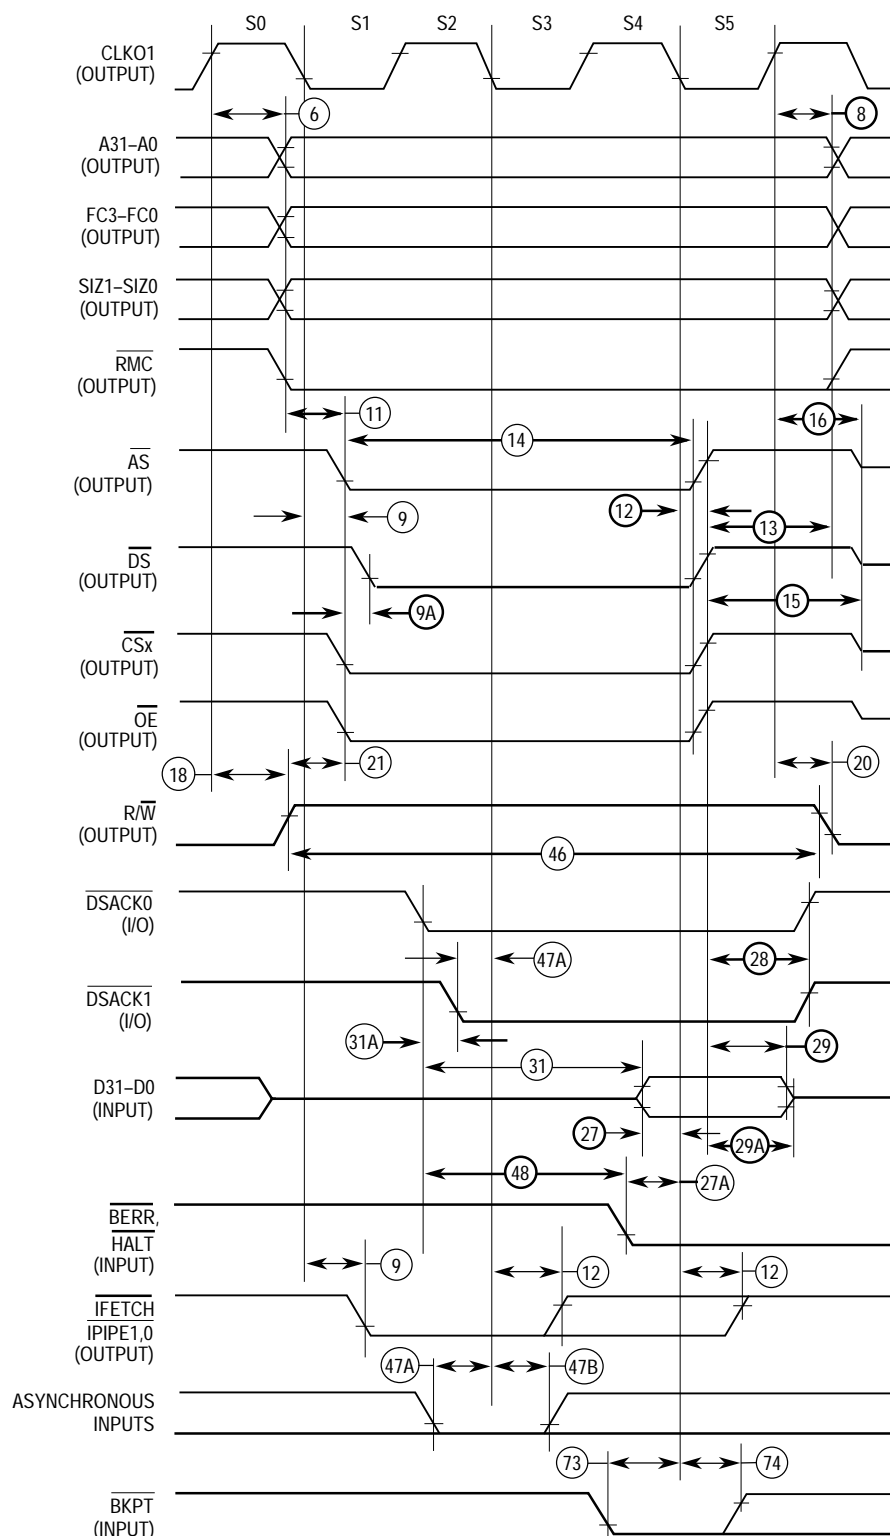 S0 S1 S2 S3 S4 S5
CLKO1
(OUTPUT)
6
8
A31–A0
(OUTPUT)
FC3–FC0
(OUTPUT)
SIZ1–SIZ0
(OUTPUT)
RMC
(OUTPUT)
11
16
14
AS
(OUTPUT)
9
12
13
DS
(OUTPUT)
9A
15
CSx
(OUTPUT)
OE
(OUTPUT)
18
21
20
R/W
(OUTPUT)
46
DSACK0
(I/O)
47A
28
DSACK1
(I/O)
31A
31
29
D31–D0
(INPUT)
27
29A
48
27A
BERR,
HALT
(INPUT)
9
12
12
IFETCH
IPIPE1,0
(OUTPUT)
47A
47B
ASYNCHRONOUS
INPUTS
73
74
BKPT
(INPUT)